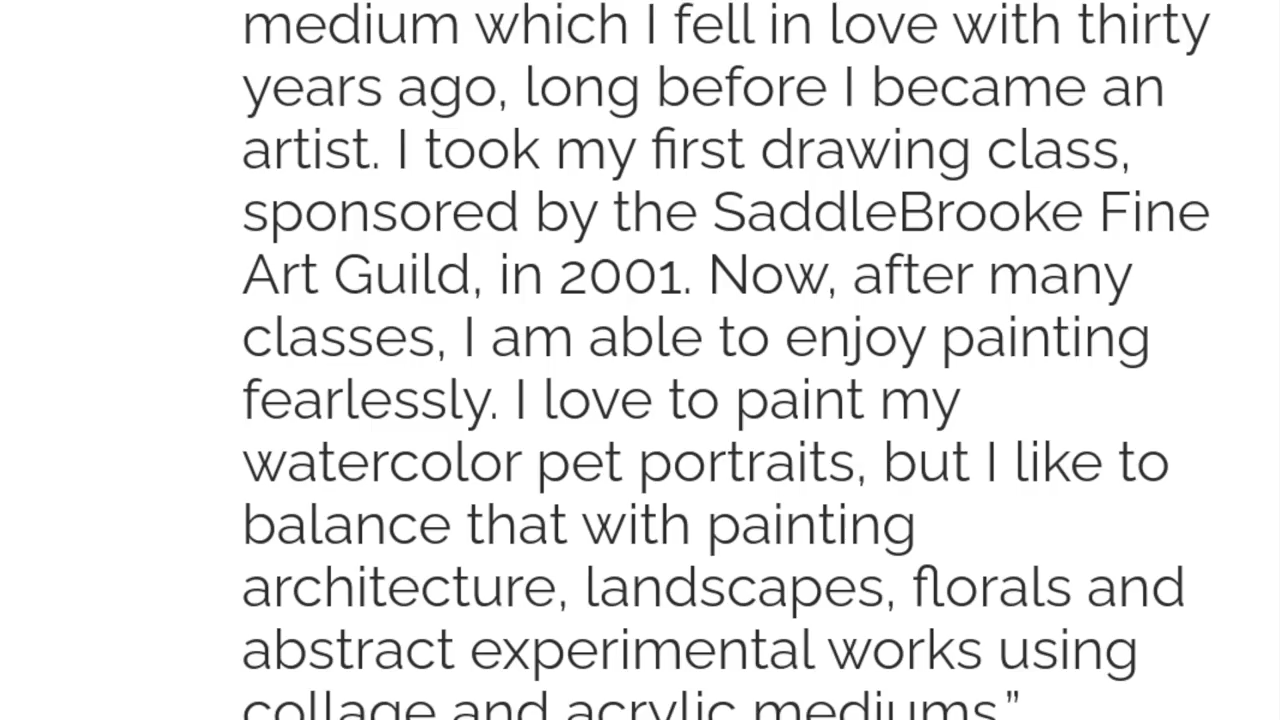 medium which I fell in love with thirty
years ago, long before I became an
artist. I took my first drawing class,
sponsored by the SaddleBrooke Fine
Art Guild, in 2001. Now, after many
classes, I am able to enjoy painting
fearlessly. I love to paint my
watercolor pet portraits, but I like to
balance that with painting
architecture, landscapes, florals and
abstract experimental works using
collage and acrylic mediums.”